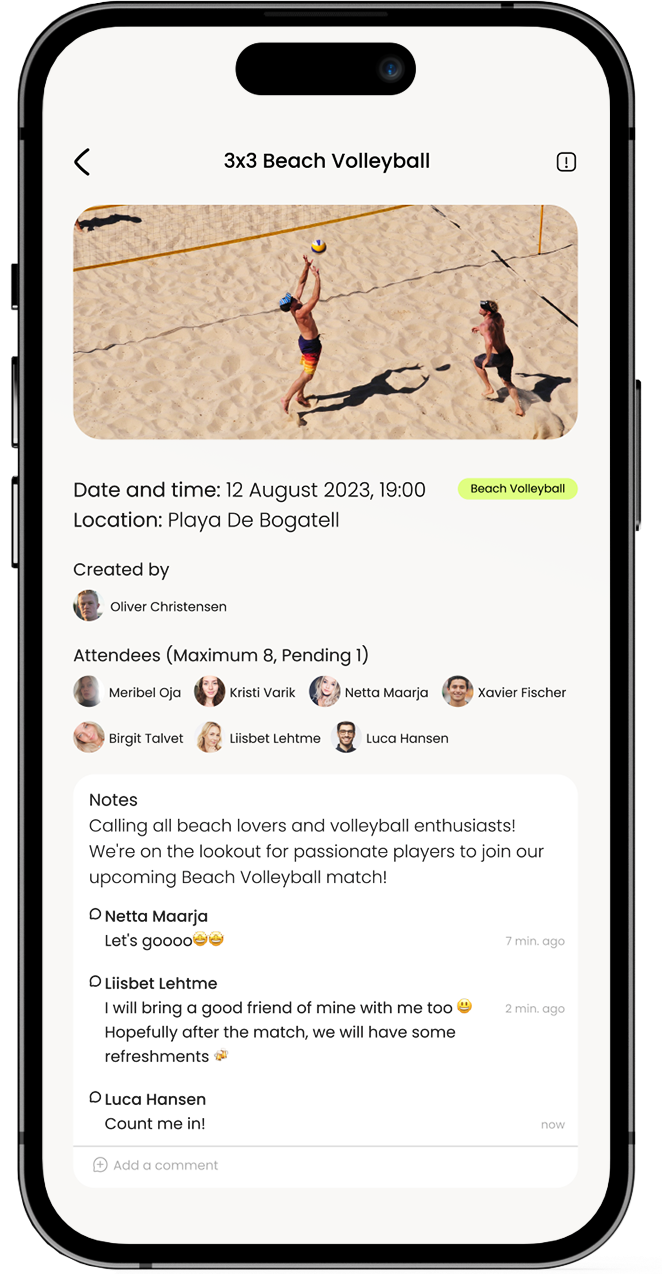 3x3 Beach Volleyball
Date and time: 12 August 2023, 19:00
Beach Volleyball
Location: Playa De Bogatell
Created by
Oliver Christensen
Attendees (Maximum 8, Pending 1)
Meribel Oja Kristi Varik Netta Maarja Xavier Fischer
Birgit Talvet Liisbet Lehtme Luca Hansen
Notes
Calling all beach lovers and volleyball enthusiasts!
We're on the lookout for passionate players to join our
upcoming Beach Volleyball match!
Netta Maarja
Let's goooo🤩🤩 7 min. ago
Liisbet Lehtme
I will bring a good friend of mine with me too 😃 2 min. ago
Hopefully after the match, we will have some
refreshments 🍻
Luca Hansen
Count me in! now
Add a comment